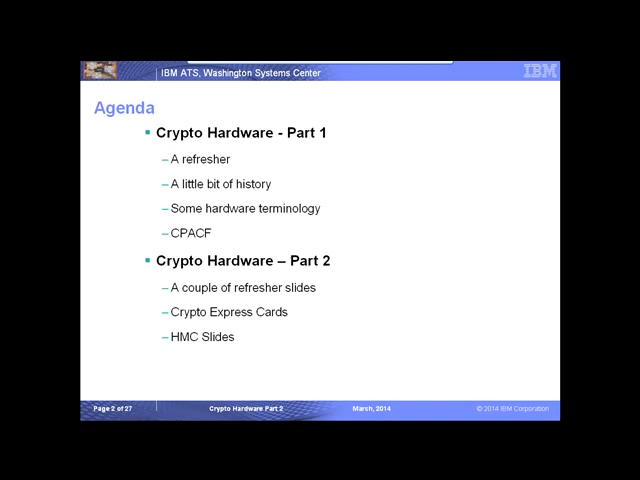 IBM ATS, Washington Systems Center
IBM
Agenda
Crypto Hardware - Part 1
– A refresher
– A little bit of history
– Some hardware terminology
– CPACF
Crypto Hardware – Part 2
– A couple of refresher slides
– Crypto Express Cards
– HMC Slides
Page 2 of 27
Crypto Hardware Part 2
March, 2014
© 2014 IBM Corporation